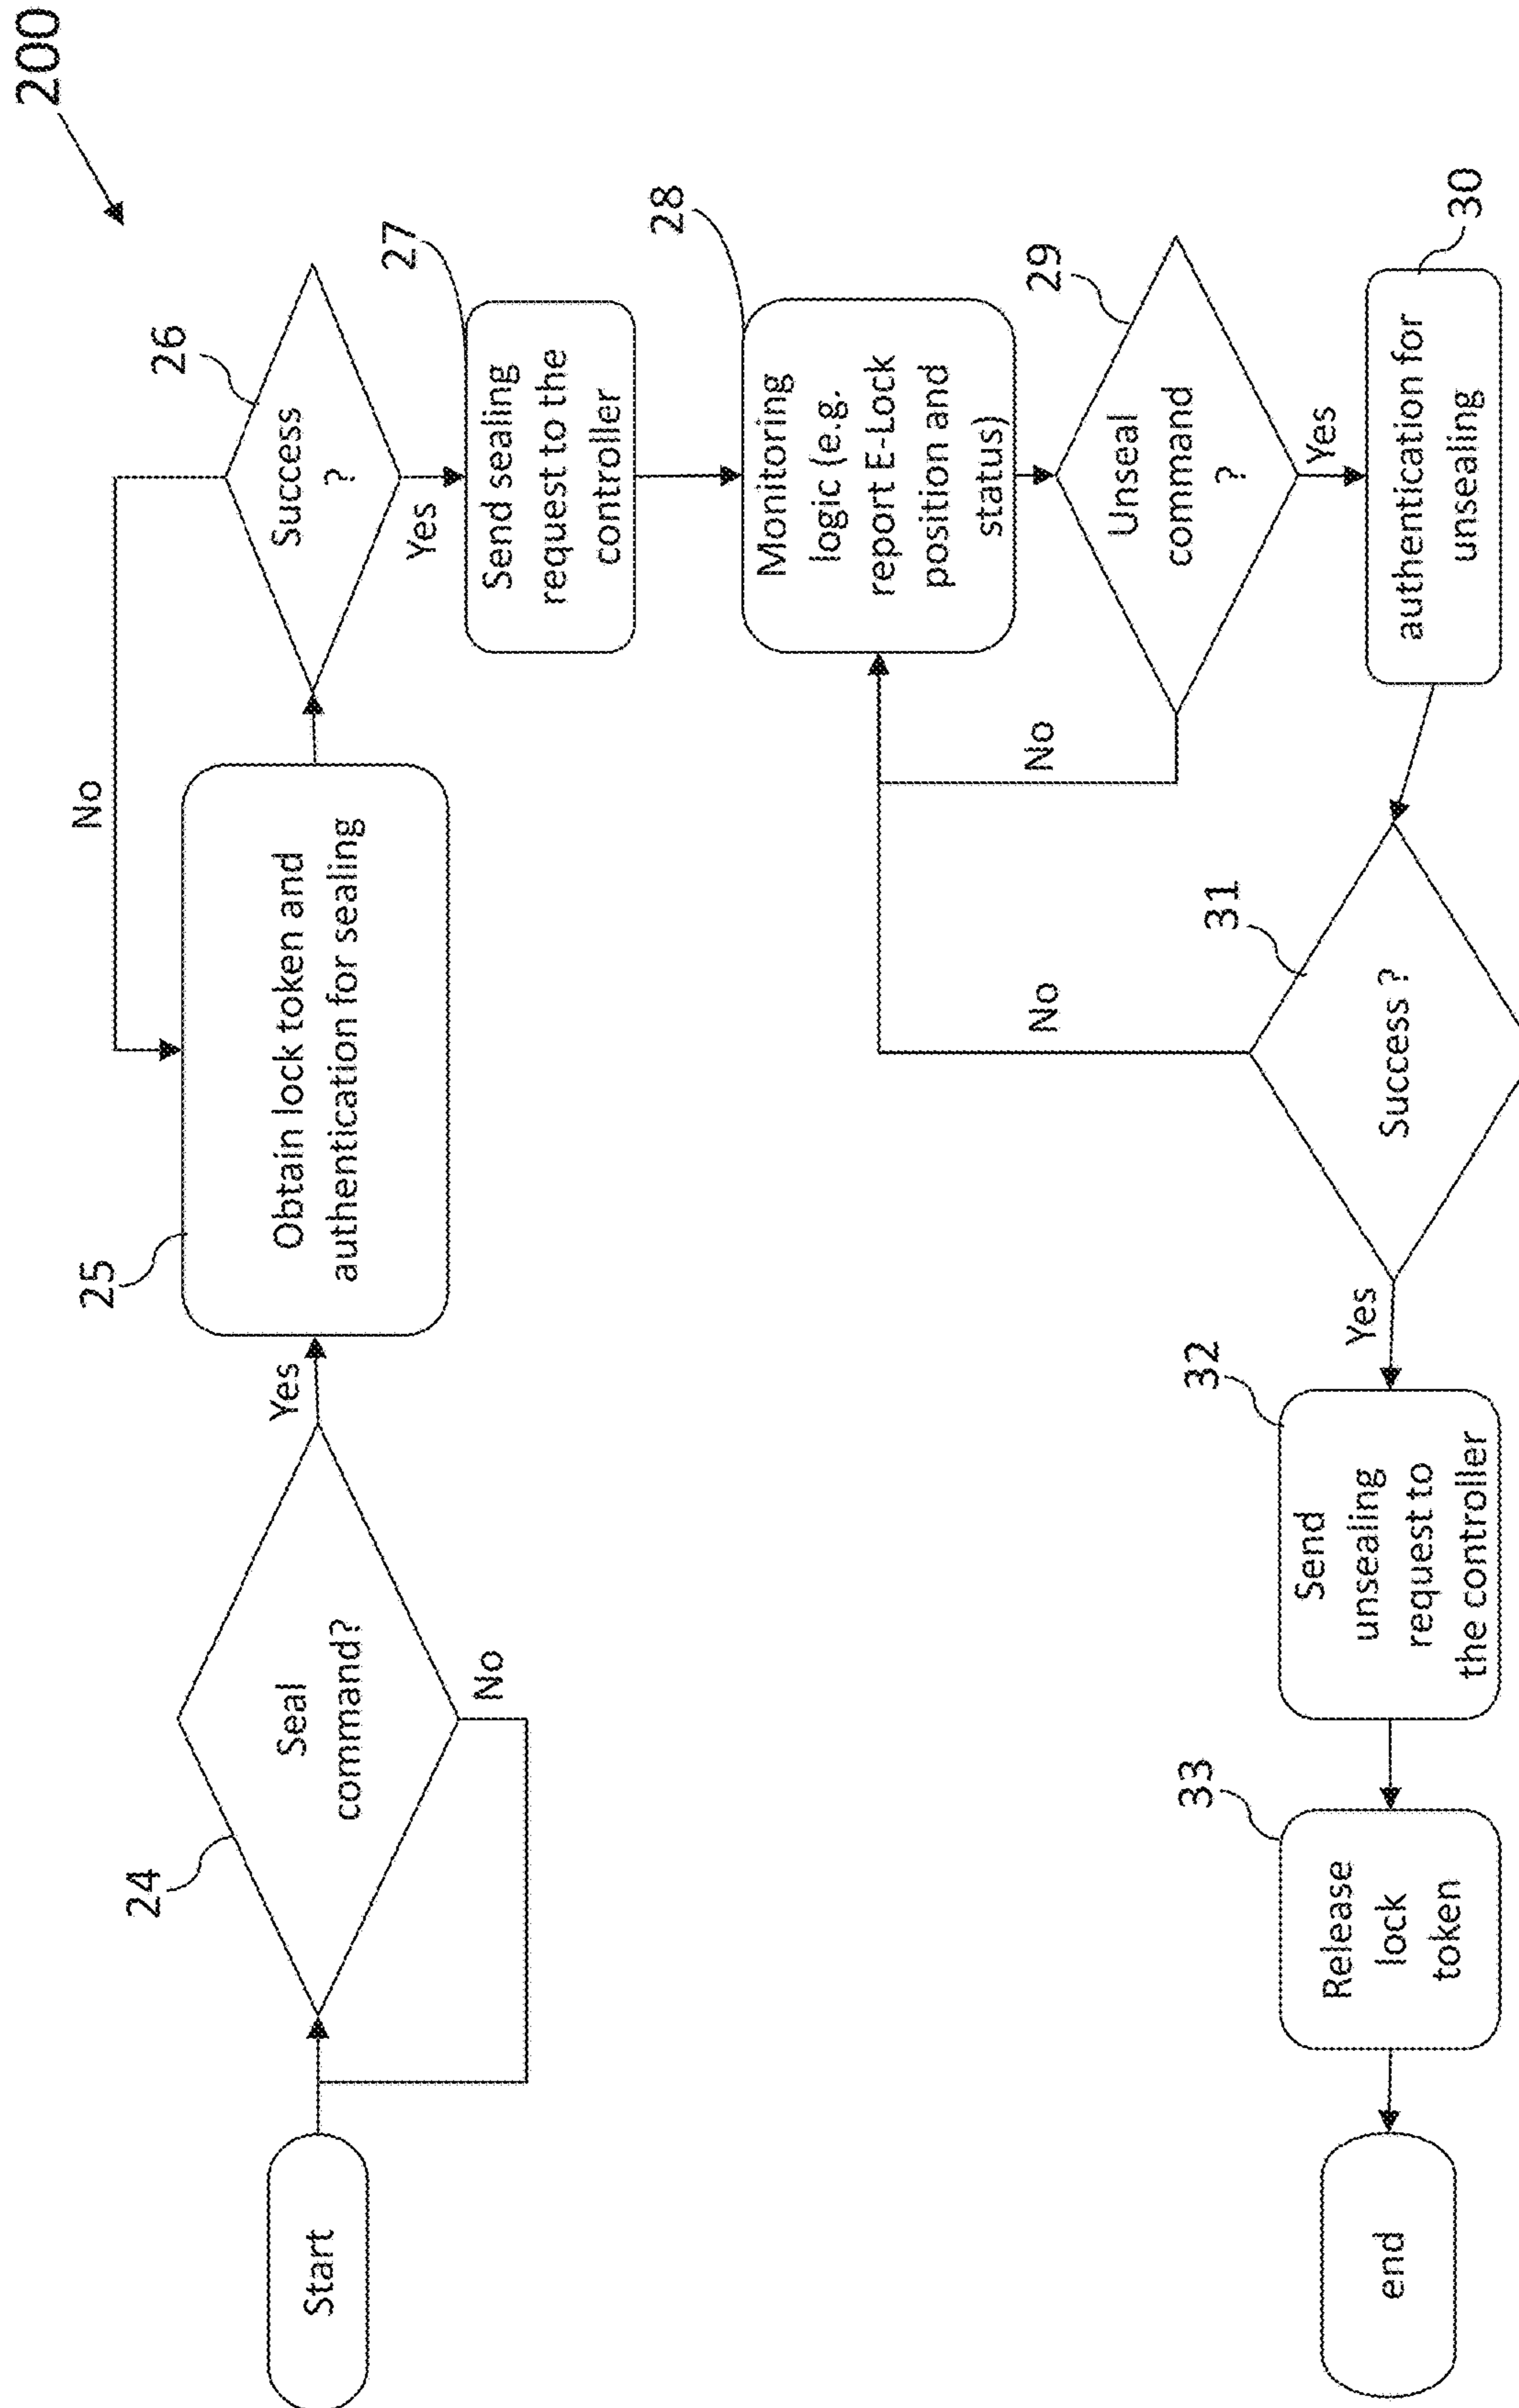 200
Start
24
Seal
command?
Yes
No
25
Obtain lock token and
authentication for sealing
No
26
Success
?
Yes
27
Send sealing
request to the
controller
28
Monitoring
logic (e.g.
report E-Lock
position and
status)
29
Unseal
command
?
No
Yes
30
authentication for
unsealing
31
Success ?
No
Yes
32
Send
unsealing
request to
the controller
33
Release
lock
token
end